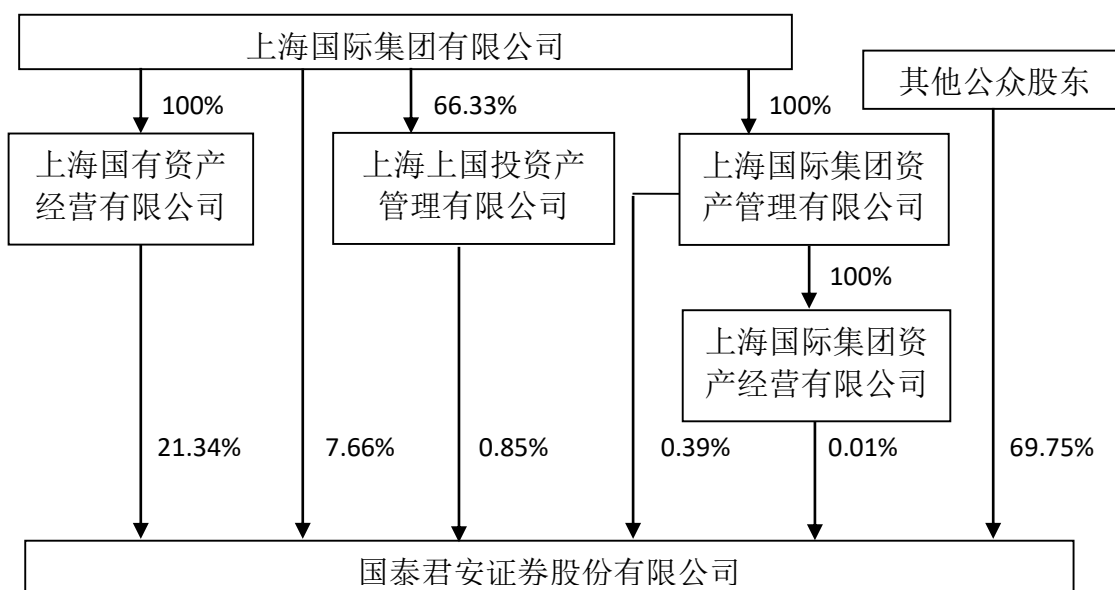 上海国际集团有限公司
其他公众股东
100%
66.33%
100%
上海国有资产
经营有限公司
上海上国投资产
管理有限公司
上海国际集团资
产管理有限公司
100%
上海国际集团资
产经营有限公司
21.34%
7.66%
0.85%
0.39%
0.01%
69.75%
国泰君安证券股份有限公司